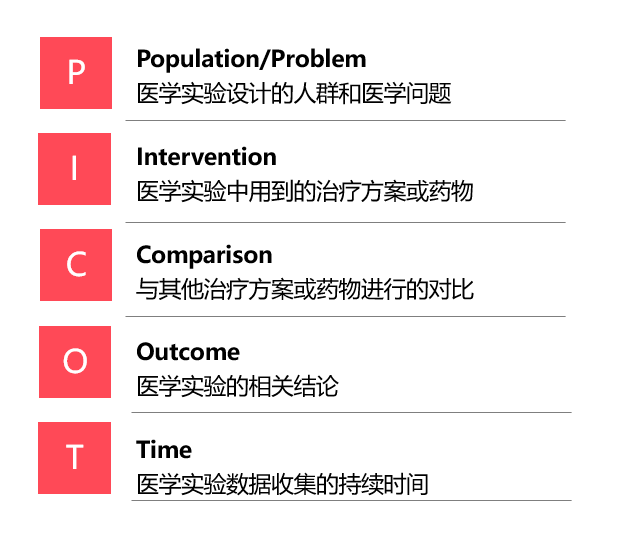 P
Population/Problem
医学实验设计的人群和医学问题
I
Intervention
医学实验中用到的治疗方案或药物
C
Comparison
与其他治疗方案或药物进行的对比
O
Outcome
医学实验的相关结论
T
Time
医学实验数据收集的持续时间